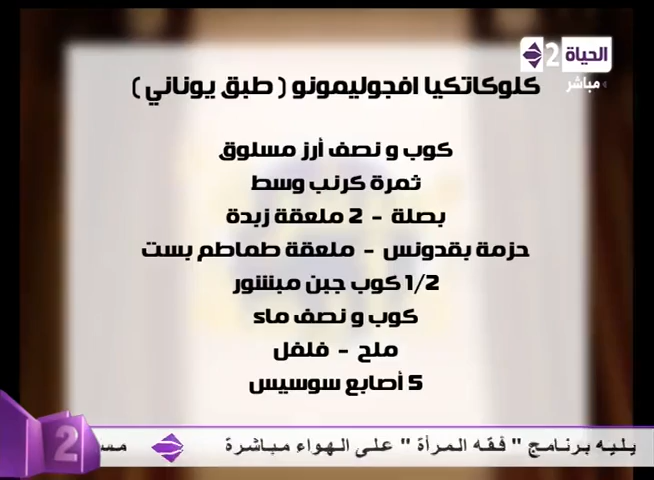 الحياة 2
مباشر
كلوكاتكيا افجوليمونو ( طبق يوناني )
كوب و نصف أرز مسلوق
ثمرة كرنب وسط
بصلة - 2 ملعقة زبدة
حزمة بقدونس - ملعقة طماطم بست
1/2 كوب جبن مبشور
كوب و نصف ماء
ملح - فلفل
5 أصابع سوسيس
يليه برنامج " فقه المرأة " على الهواء مباشرة
2